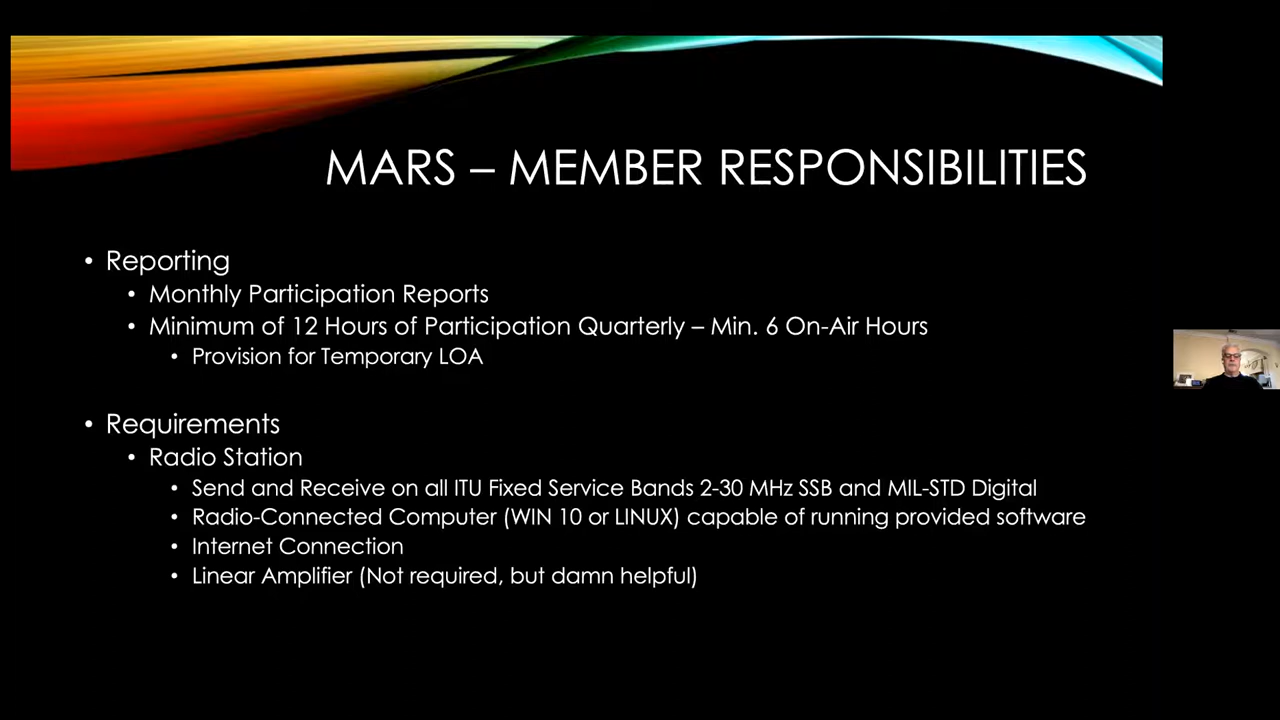 MARS – MEMBER RESPONSIBILITIES
• Reporting
• Monthly Participation Reports
• Minimum of 12 Hours of Participation Quarterly – Min. 6 On-Air Hours
• Provision for Temporary LOA
• Requirements
• Radio Station
• Send and Receive on all ITU Fixed Service Bands 2-30 MHz SSB and MIL-STD Digital
• Radio-Connected Computer (WIN 10 or LINUX) capable of running provided software
• Internet Connection
• Linear Amplifier (Not required, but damn helpful)